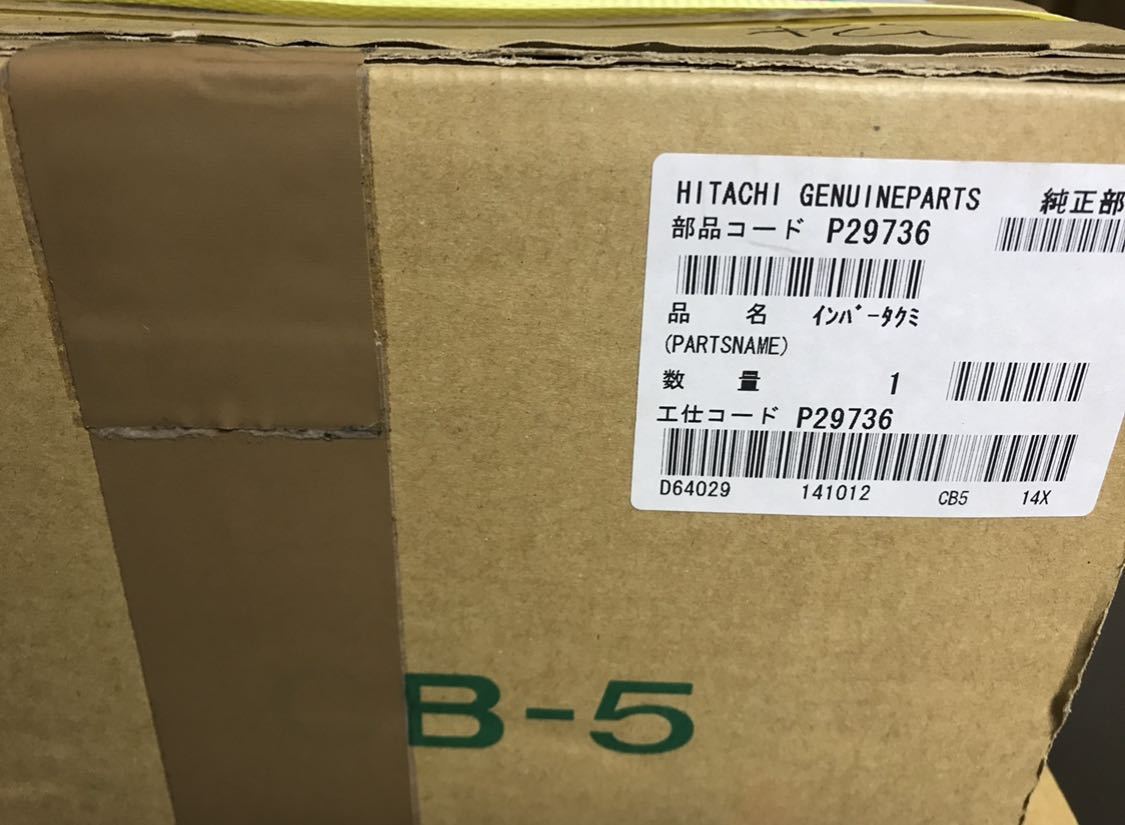 HITACHI GENUINEPARTS 純正部
部品コード P29736
品 名 インバータクミ
(PARTSNAME)
数 量 1
工仕コード P29736
D64029 141012 CB5 14X
B-5